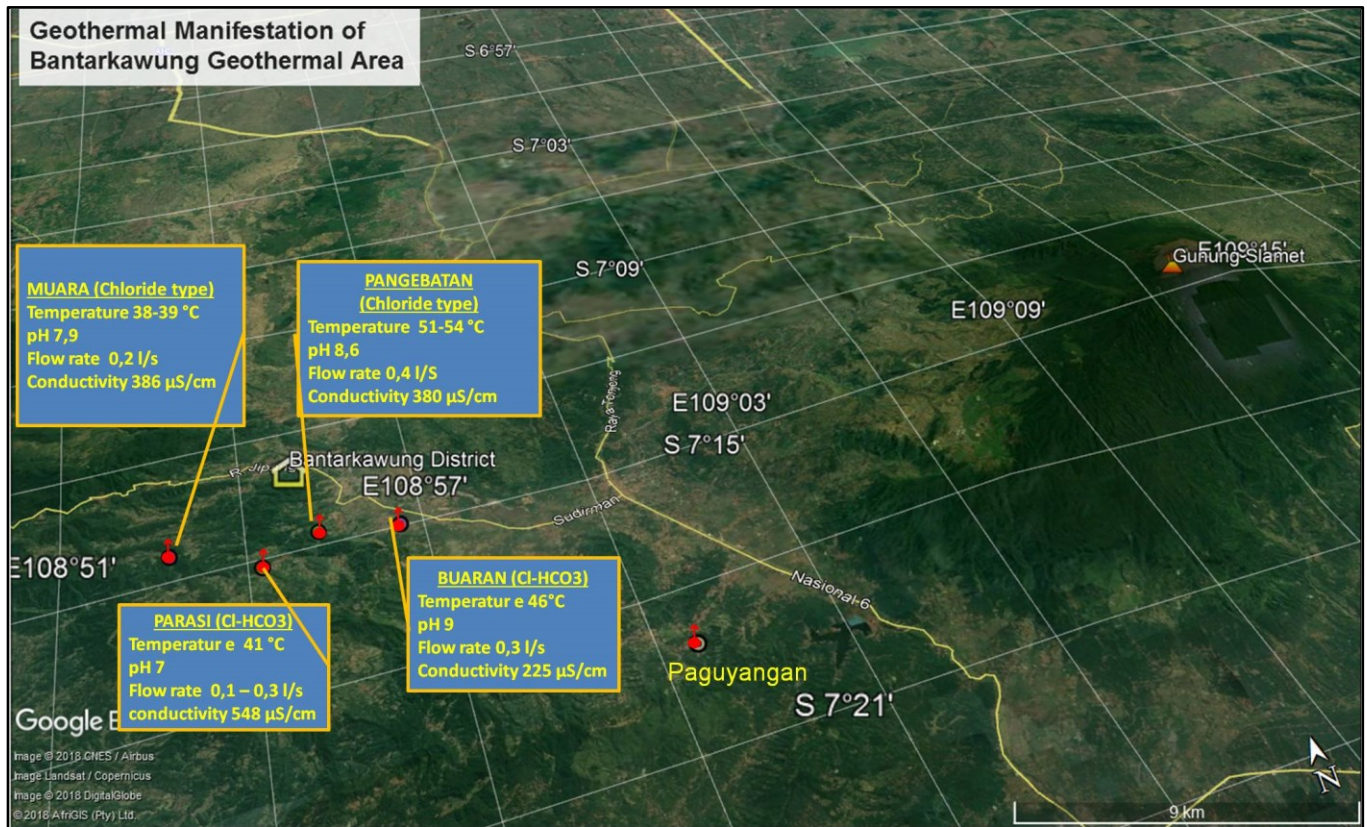 Geothermal Manifestation of
Bantarkawung Geothermal Area
S 6°57'
S 7°03'
S 7°09'
E109°15'
Gunung Slamet
E109°09'
MUARA (Chloride type)
Temperature 38-39 °C
pH 7,9
Flow rate 0,2 l/s
Conductivity 386 µS/cm
PANGEBATAN
(Chloride type)
Temperature 51-54 °C
pH 8,6
Flow rate 0,4 l/S
Conductivity 380 µS/cm
Raya Tonjong
E109°03'
S 7°15'
Bantarkawung District
E108°57'
Sudirman
E108°51'
Nasional 6
PARASI (Cl-HCO3)
Temperatur e 41 °C
pH 7
Flow rate 0,1 – 0,3 l/s
conductivity 548 µS/cm
BUARAN (Cl-HCO3)
Temperatur e 46°C
pH 9
Flow rate 0,3 l/s
Conductivity 225 µS/cm
Paguyangan
S 7°21'
Google
Image © 2018 CNES / Airbus
Image Landsat / Copernicus
Image © 2018 DigitalGlobe
© 2018 AfriGIS (Pty) Ltd.
N
9 km